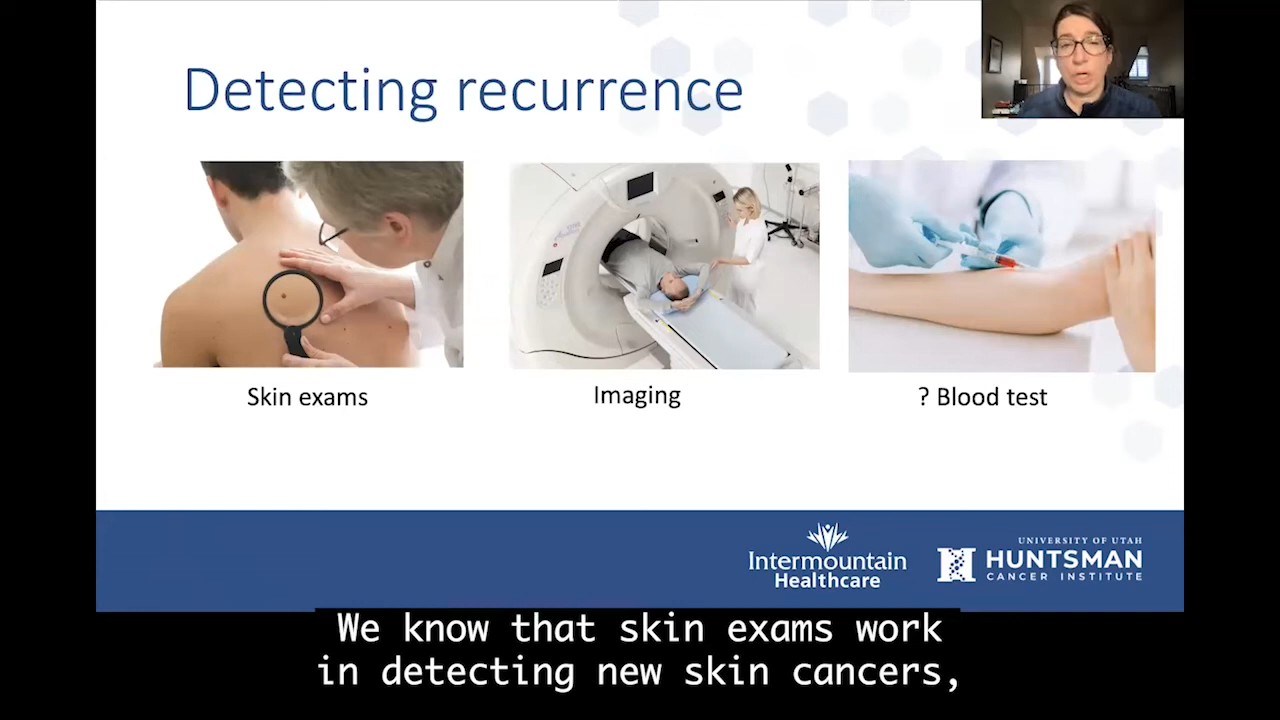 Detecting recurrence
Skin exams
Imaging
? Blood test
Intermountain
Healthcare
UNIVERSITY OF UTAH
HUNTSMAN
CANCER INSTITUTE
We know that skin exams work
in detecting new skin cancers,